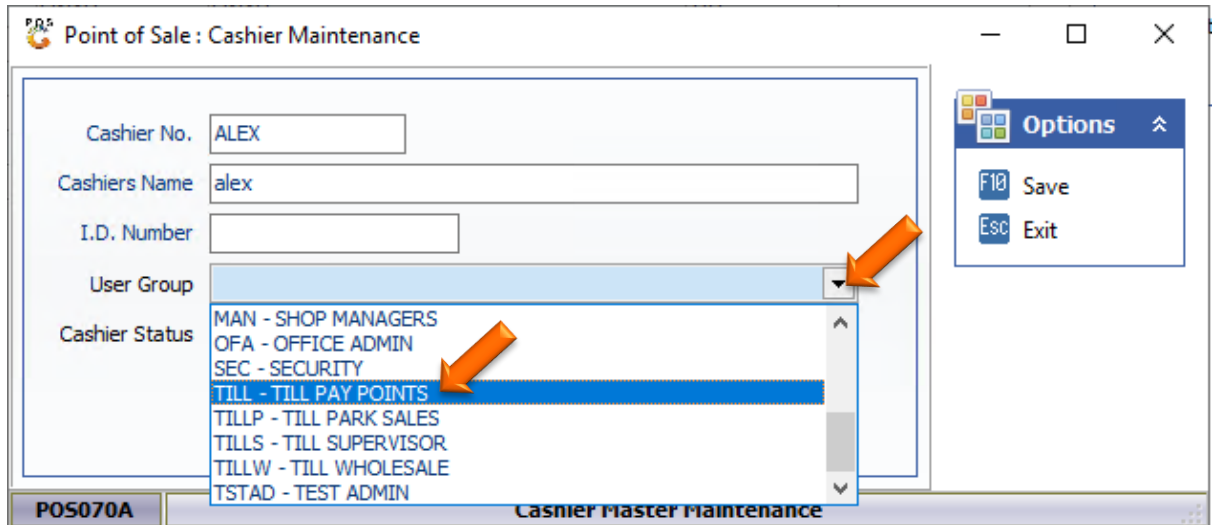 P.O.S
Point of Sale : Cashier Maintenance
Cashier No. ALEX
Cashiers Name alex
I.D. Number
User Group
Cashier Status
MAN - SHOP MANAGERS
OFA - OFFICE ADMIN
SEC - SECURITY
TILL - TILL PAY POINTS
TILLP - TILL PARK SALES
TILLS - TILL SUPERVISOR
TILLW - TILL WHOLESALE
TSTAD - TEST ADMIN
Options
F10 Save
Esc Exit
POS070A
Cashier Master Maintenance